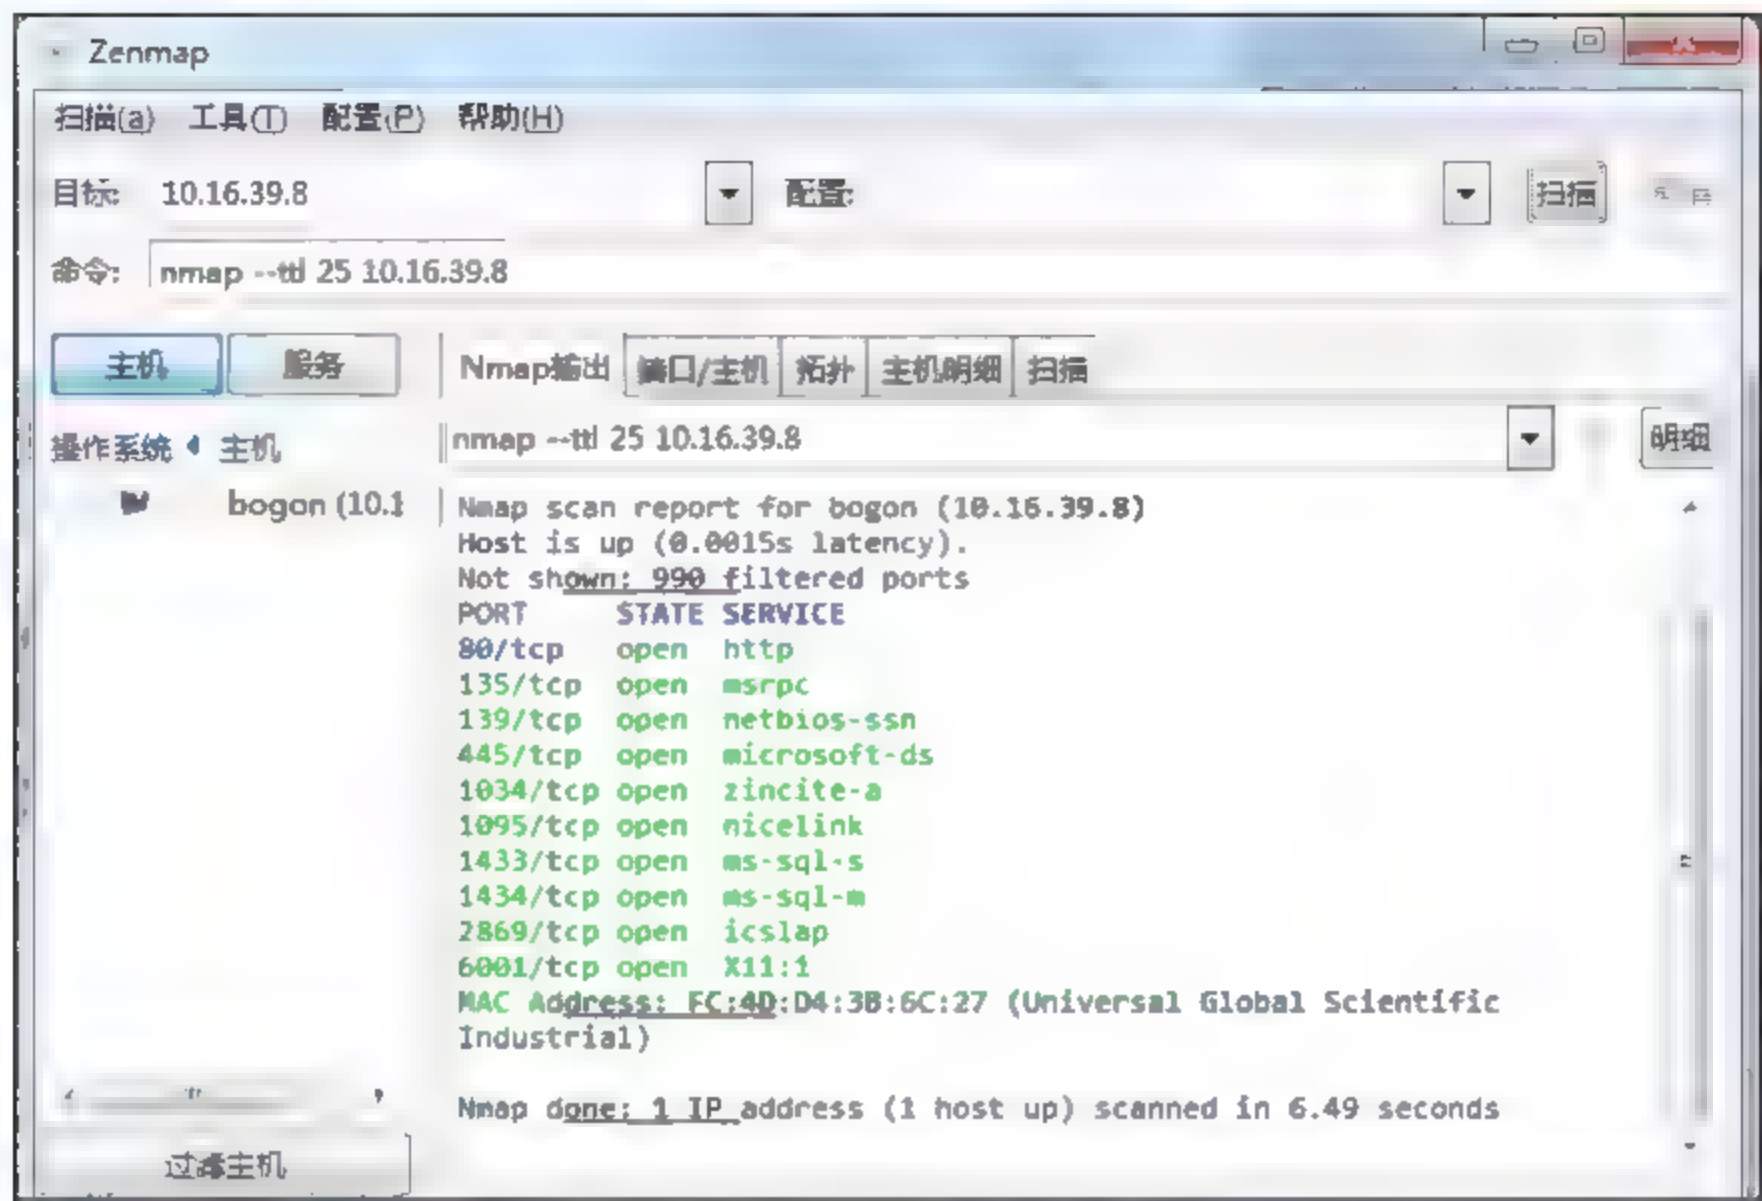 Zenmap
扫描(a) 工具(T) 配置(P) 帮助(H)
目标: 10.16.39.8 配置: 扫描
命令: nmap --ttl 25 10.16.39.8
主机 服务 Nmap输出 端口/主机 拓扑 主机明细 扫描
操作系统 主机 nmap --ttl 25 10.16.39.8 明细
bogon (10.1
Nmap scan report for bogon (10.16.39.8)
Host is up (0.0015s latency).
Not shown: 990 filtered ports
PORT STATE SERVICE
80/tcp open http
135/tcp open msrpc
139/tcp open netbios-ssn
445/tcp open microsoft-ds
1034/tcp open zincite-a
1095/tcp open nicelink
1433/tcp open ms-sql-s
1434/tcp open ms-sql-m
2869/tcp open icslap
6001/tcp open X11:1
MAC Address: FC:4D:D4:3B:6C:27 (Universal Global Scientific
Industrial)
Nmap done: 1 IP address (1 host up) scanned in 6.49 seconds
过滤主机